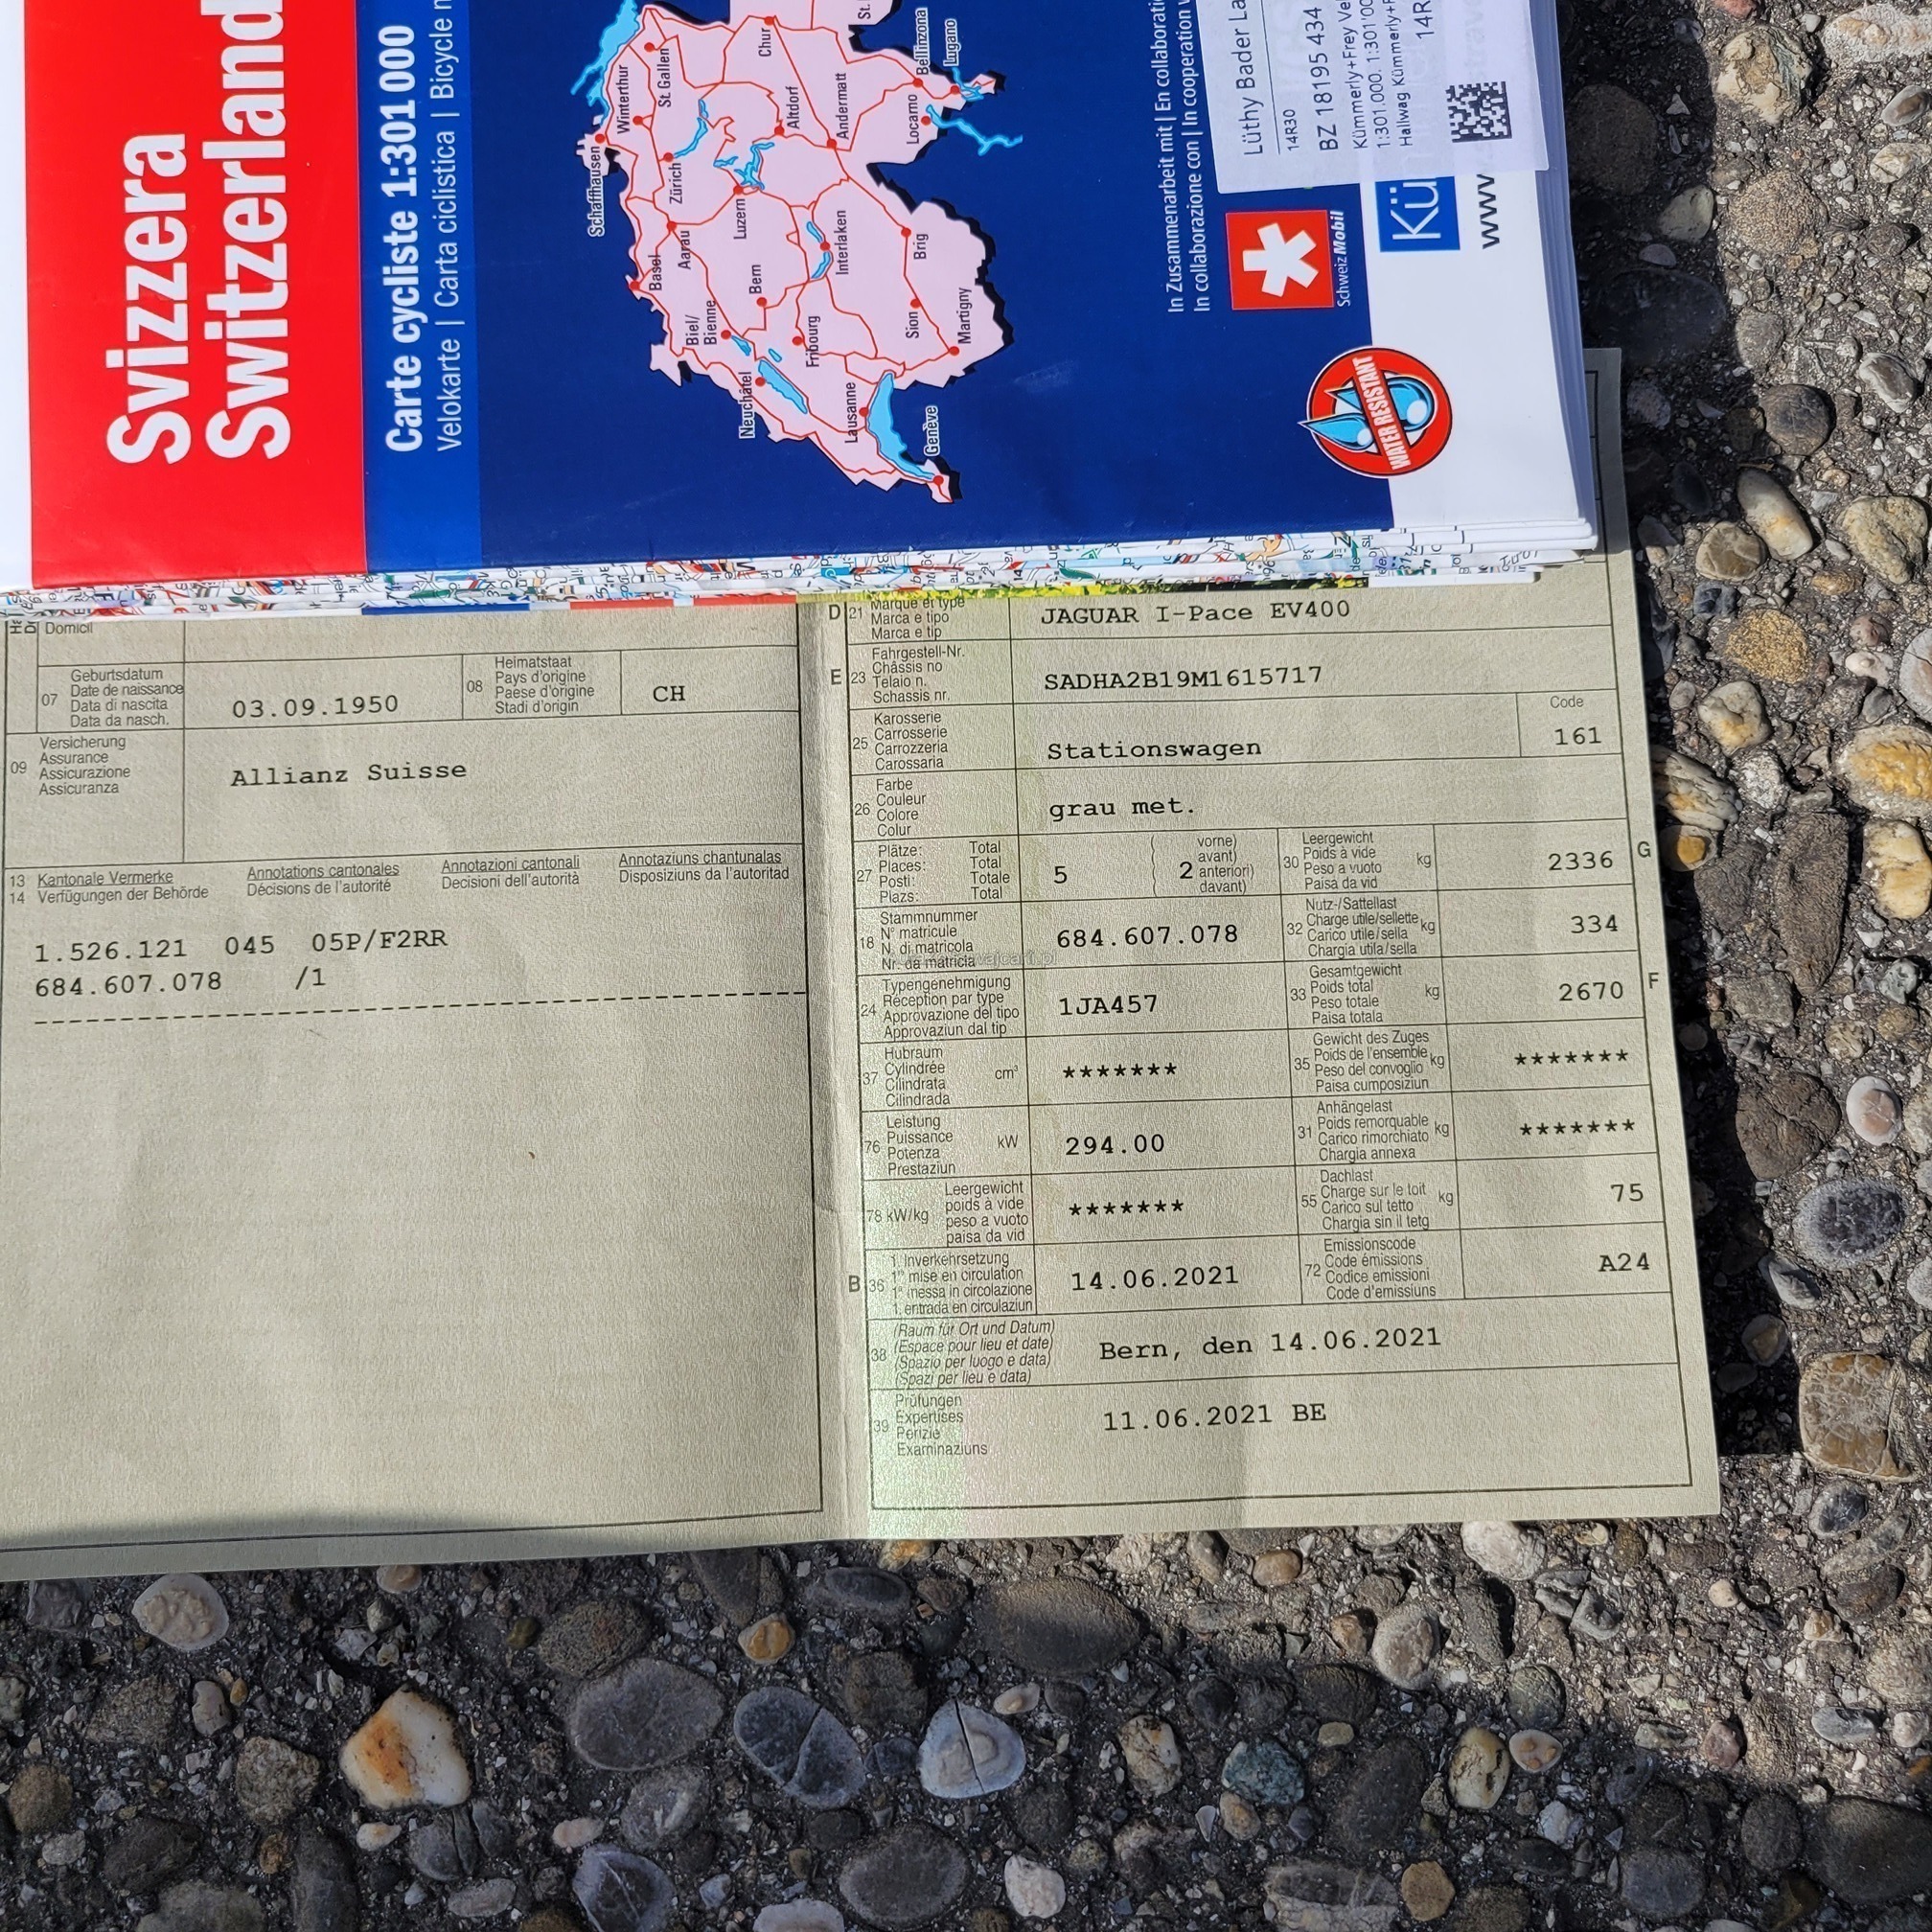 Svizzera
Switzerland
Carte cycliste 1:301 000
Velokarte | Carta ciclistica | Bicycle
Schaffhausen
Winterthur
St. Gallen
Chur
St.
Basel
Aarau
Zürich
Luzern
Altdorf
Andermatt
Bellinzona
Lugano
Locarno
Biel/
Bienne
Bern
Interlaken
Brig
Neuchâtel
Fribourg
Sion
Martigny
Lausanne
Genève
In Zusammenarbeit mit | En
In collaborazione con | In cooperation
Lüthy Bader
14R30
BZ 18195 434
Kümmerly+Frey
1:301.000. 1:301'00
Hallwag Kümmerly+F
14R
SchweizMobil
Kü
www
WATER RESISTANT
Domicil
07 Geburtsdatum
Date de naissance
Data di nascita
Data da nasch.
03.09.1950
08 Heimatstaat
Pays d'origine
Paese d'origine
Stadi d'origin
CH
09 Versicherung
Assurance
Assicurazione
Assicuranza
Allianz Suisse
13 Kantonale Vermerke Annotations cantonales Annotazioni cantonali Annotaziuns chantunalas
14 Verfügungen der Behörde Décisions de l'autorité Decisioni dell'autorità Disposiziuns da l'autoritad
1.526.121 045 05P/F2RR
684.607.078 /1
D 21 Marque et type
Marca e tipo
Marca e tip
JAGUAR I-Pace EV400
E 23 Fahrgestell-Nr.
Châssis no
Telaio n.
Schassis nr.
SADHA2B19M1615717
25 Karosserie
Carrosserie
Carrozzeria
Carossaria
Stationswagen
Code
161
26 Farbe
Couleur
Colore
Colur
grau met.
27 Plätze: Total
Places: Total
Posti: Totale
Plazs: Total
5
( vorne)
avant)
2 anteriori)
( davant)
30 Leergewicht
Poids à vide kg
Peso a vuoto
Paisa da vid
2336 G
18 Stammnummer
N° matricule
N. di matricola
Nr. da matricla
684.607.078
32 Nutz-/Sattellast
Charge utile/sellette kg
Carico utile/sella
Chargia utila/sella
334
24 Typengenehmigung
Réception par type
Approvazione del tipo
Approvaziun dal tip
1JA457
33 Gesamtgewicht
Poids total kg
Peso totale
Paisa totala
2670 F
37 Hubraum
Cylindrée cm³
Cilindrata
Cilindrada
*******
35 Gewicht des Zuges
Poids de l'ensemble kg
Peso del convoglio
Paisa cumposiziun
*******
76 Leistung
Puissance kW
Potenza
Prestaziun
294.00
31 Anhängelast
Poids remorquable kg
Carico rimorchiato
Chargia annexa
*******
78 kW/kg Leergewicht
poids à vide
peso a vuoto
paisa da vid
*******
55 Dachlast
Charge sur le toit kg
Carico sul tetto
Chargia sin il tetg
75
B 36 1. Inverkehrsetzung
1re mise en circulation
1a messa in circolazione
1. entrada en circulaziun
14.06.2021
72 Emissionscode
Code émissions
Codice emissioni
Code d'emissiuns
A24
38 (Raum für Ort und Datum)
(Espace pour lieu et date)
(Spazio per luogo e data)
(Spazi per lieu e data)
Bern, den 14.06.2021
39 Prüfungen
Expertises
Perizie
Examinaziuns
11.06.2021 BE